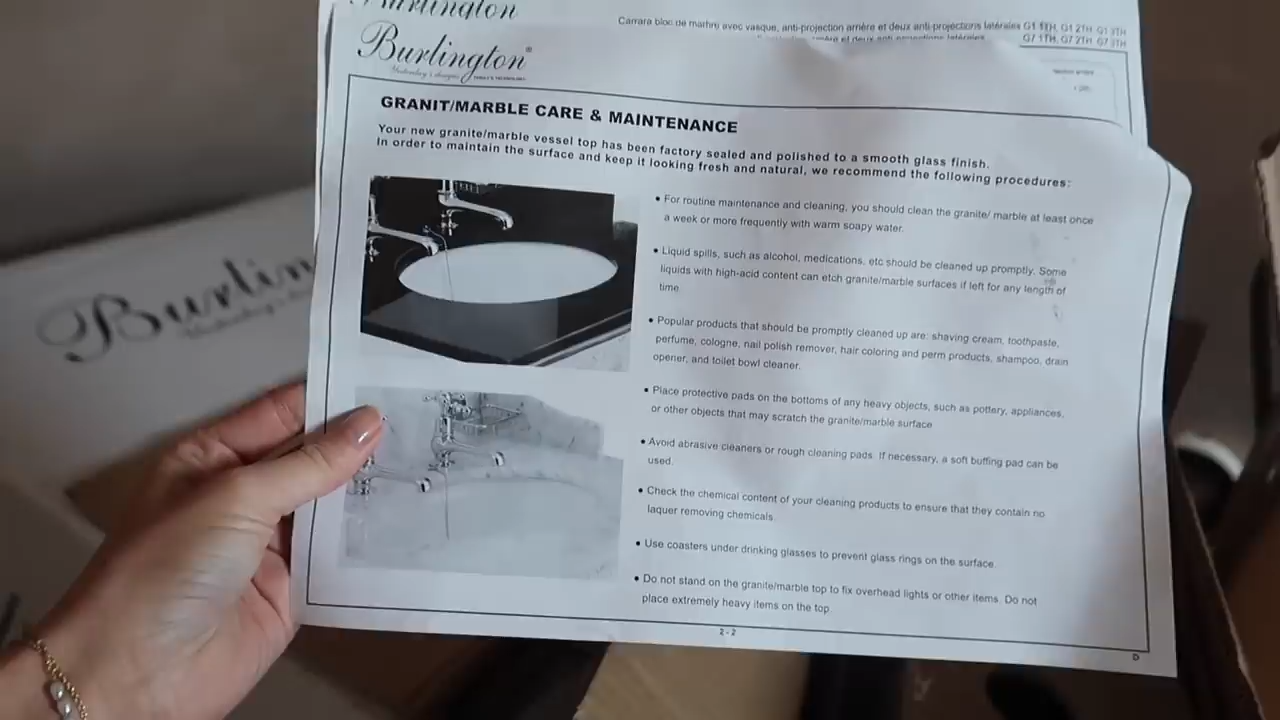 Burlington
Carrara bloc de marbre avec vasque, anti-projection arrière et deux anti-projections latérales G1 1TH, G1 2TH, G1 3TH
G7 1TH, G7 2TH, G7 3TH
Burlington®
Yesterday's designs TODAY'S TECHNOLOGY
GRANIT/MARBLE CARE & MAINTENANCE
Your new granite/marble vessel top has been factory sealed and polished to a smooth glass finish.
In order to maintain the surface and keep it looking fresh and natural, we recommend the following procedures:
• For routine maintenance and cleaning, you should clean the granite/ marble at least once
a week or more frequently with warm soapy water.
• Liquid spills, such as alcohol, medications, etc should be cleaned up promptly. Some
liquids with high-acid content can etch granite/marble surfaces if left for any length of
time.
• Popular products that should be promptly cleaned up are: shaving cream, toothpaste,
perfume, cologne, nail polish remover, hair coloring and perm products, shampoo, drain
opener, and toilet bowl cleaner.
• Place protective pads on the bottoms of any heavy objects, such as pottery, appliances,
or other objects that may scratch the granite/marble surface
• Avoid abrasive cleaners or rough cleaning pads. If necessary, a soft buffing pad can be
used.
• Check the chemical content of your cleaning products to ensure that they contain no
laquer removing chemicals.
• Use coasters under drinking glasses to prevent glass rings on the surface.
• Do not stand on the granite/marble top to fix overhead lights or other items. Do not
place extremely heavy items on the top.
2-2
D
Burlin